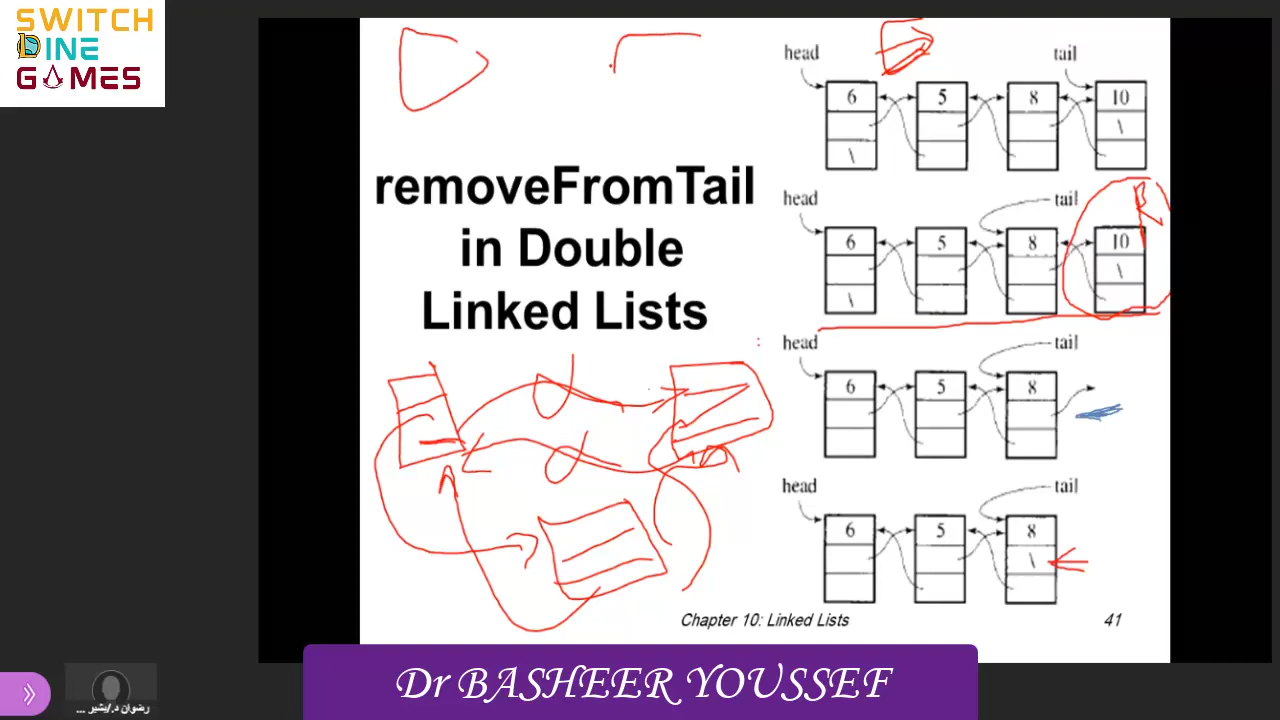 SWITCH
DINE
GAMES
removeFromTail
in Double
Linked Lists
head
tail
6 5 8 10
\
\
head
tail
6 5 8 10
\
\
head
tail
6 5 8
head
tail
6 5 8
\
Chapter 10: Linked Lists
41
Dr BASHEER YOUSSEF
رضوان د./بشير ...